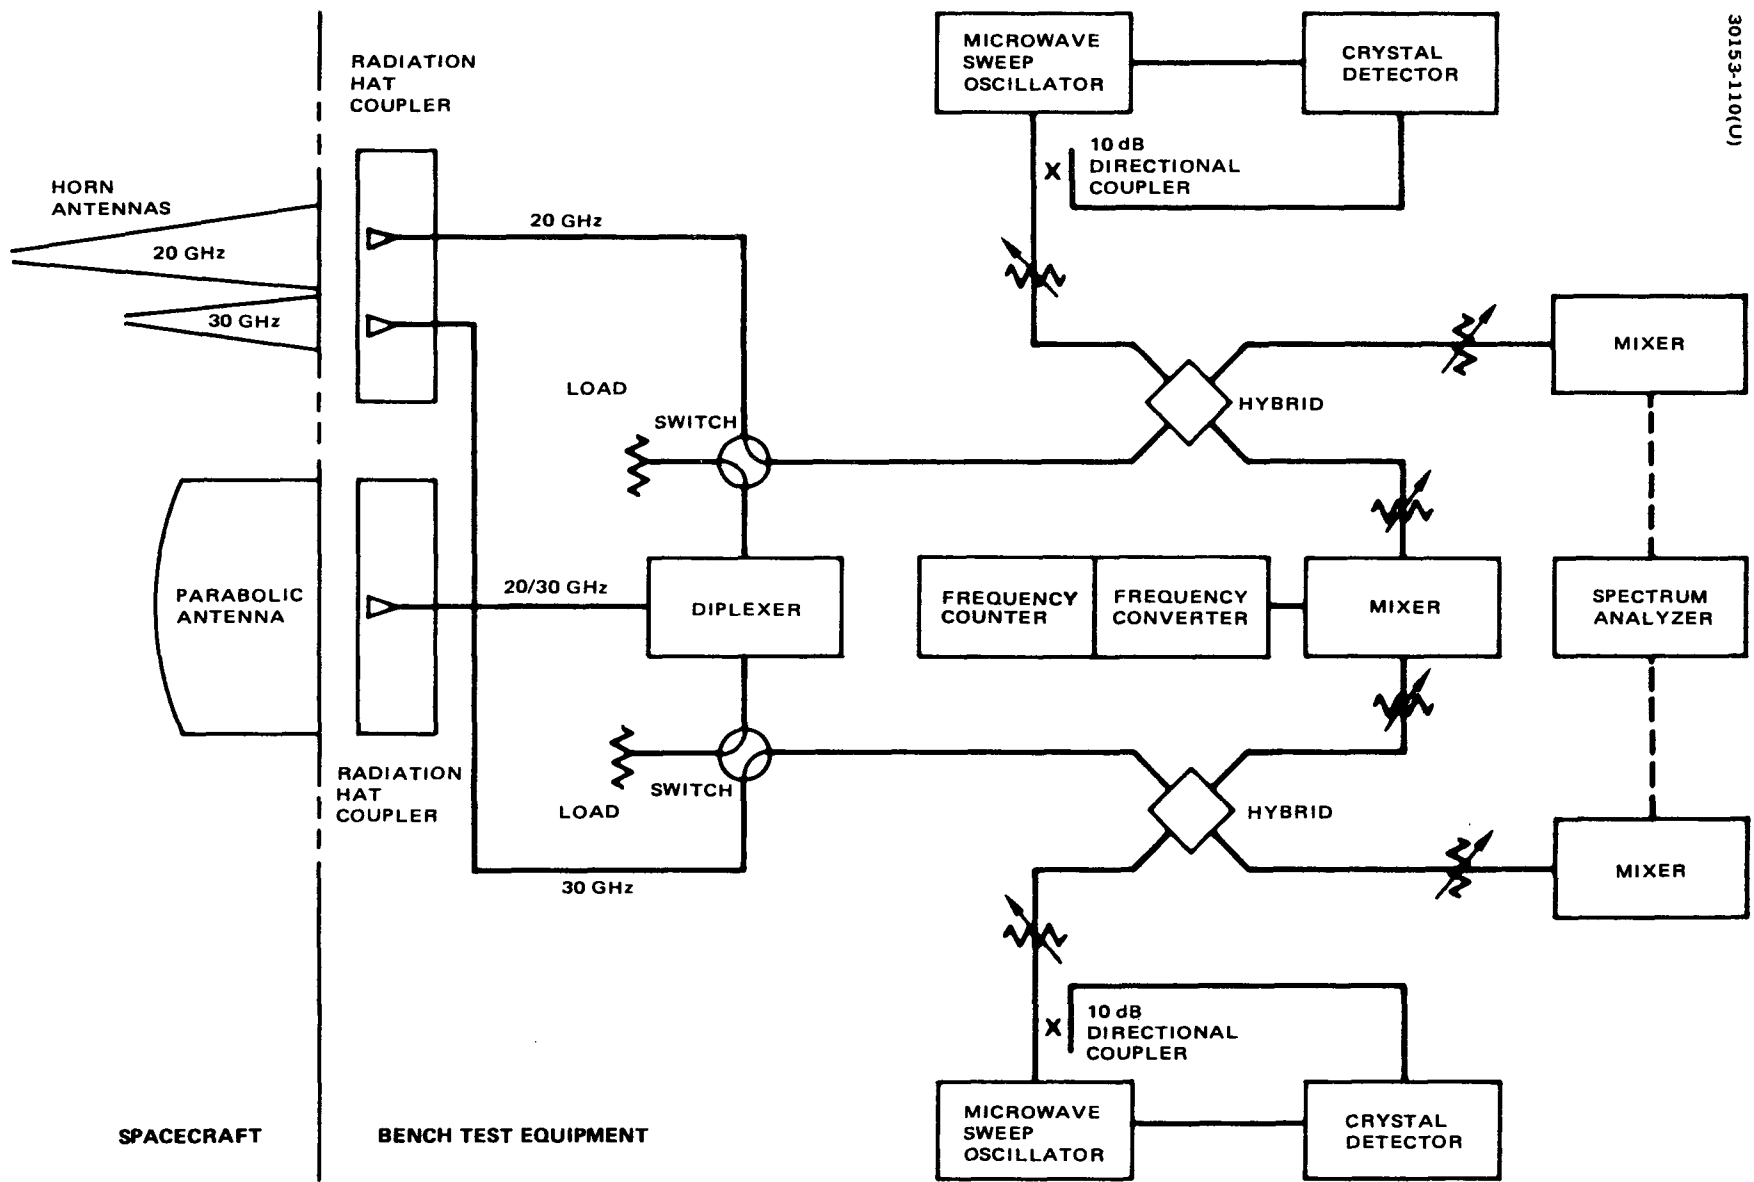 30153-110(U)
MICROWAVE
SWEEP
OSCILLATOR
CRYSTAL
DETECTOR
RADIATION
HAT
COUPLER
10 dB
DIRECTIONAL
COUPLER
X
HORN
ANTENNAS
20 GHz
20 GHz
30 GHz
MIXER
LOAD
SWITCH
HYBRID
PARABOLIC
ANTENNA
20/30 GHz
DIPLEXER
FREQUENCY
COUNTER
FREQUENCY
CONVERTER
MIXER
SPECTRUM
ANALYZER
RADIATION
HAT
COUPLER
SWITCH
LOAD
HYBRID
30 GHz
MIXER
X
10 dB
DIRECTIONAL
COUPLER
MICROWAVE
SWEEP
OSCILLATOR
CRYSTAL
DETECTOR
SPACECRAFT
BENCH TEST EQUIPMENT